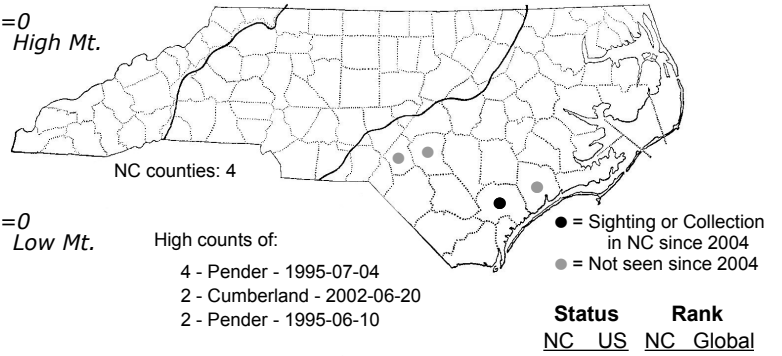 =0
High Mt.
NC counties: 4
=0
Low Mt.
High counts of:
4 - Pender - 1995-07-04
2 - Cumberland - 2002-06-20
2 - Pender - 1995-06-10
● = Sighting or Collection
in NC since 2004
● = Not seen since 2004
Status Rank
NC US NC Global